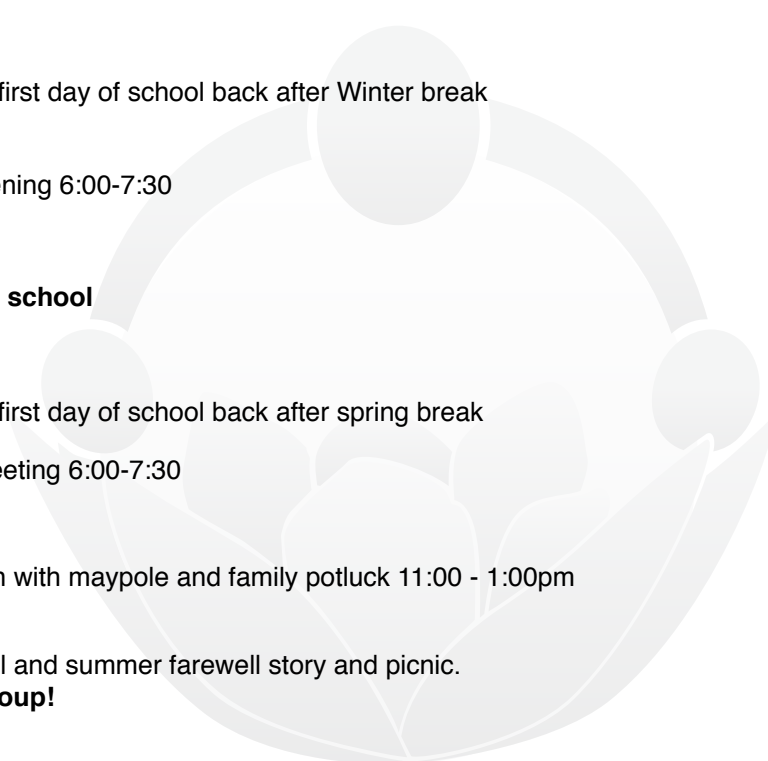 first day of school back after Winter break
ning 6:00-7:30
school
first day of school back after spring break
eeting 6:00-7:30
with maypole and family potluck 11:00 - 1:00pm
l and summer farewell story and picnic.
oup!